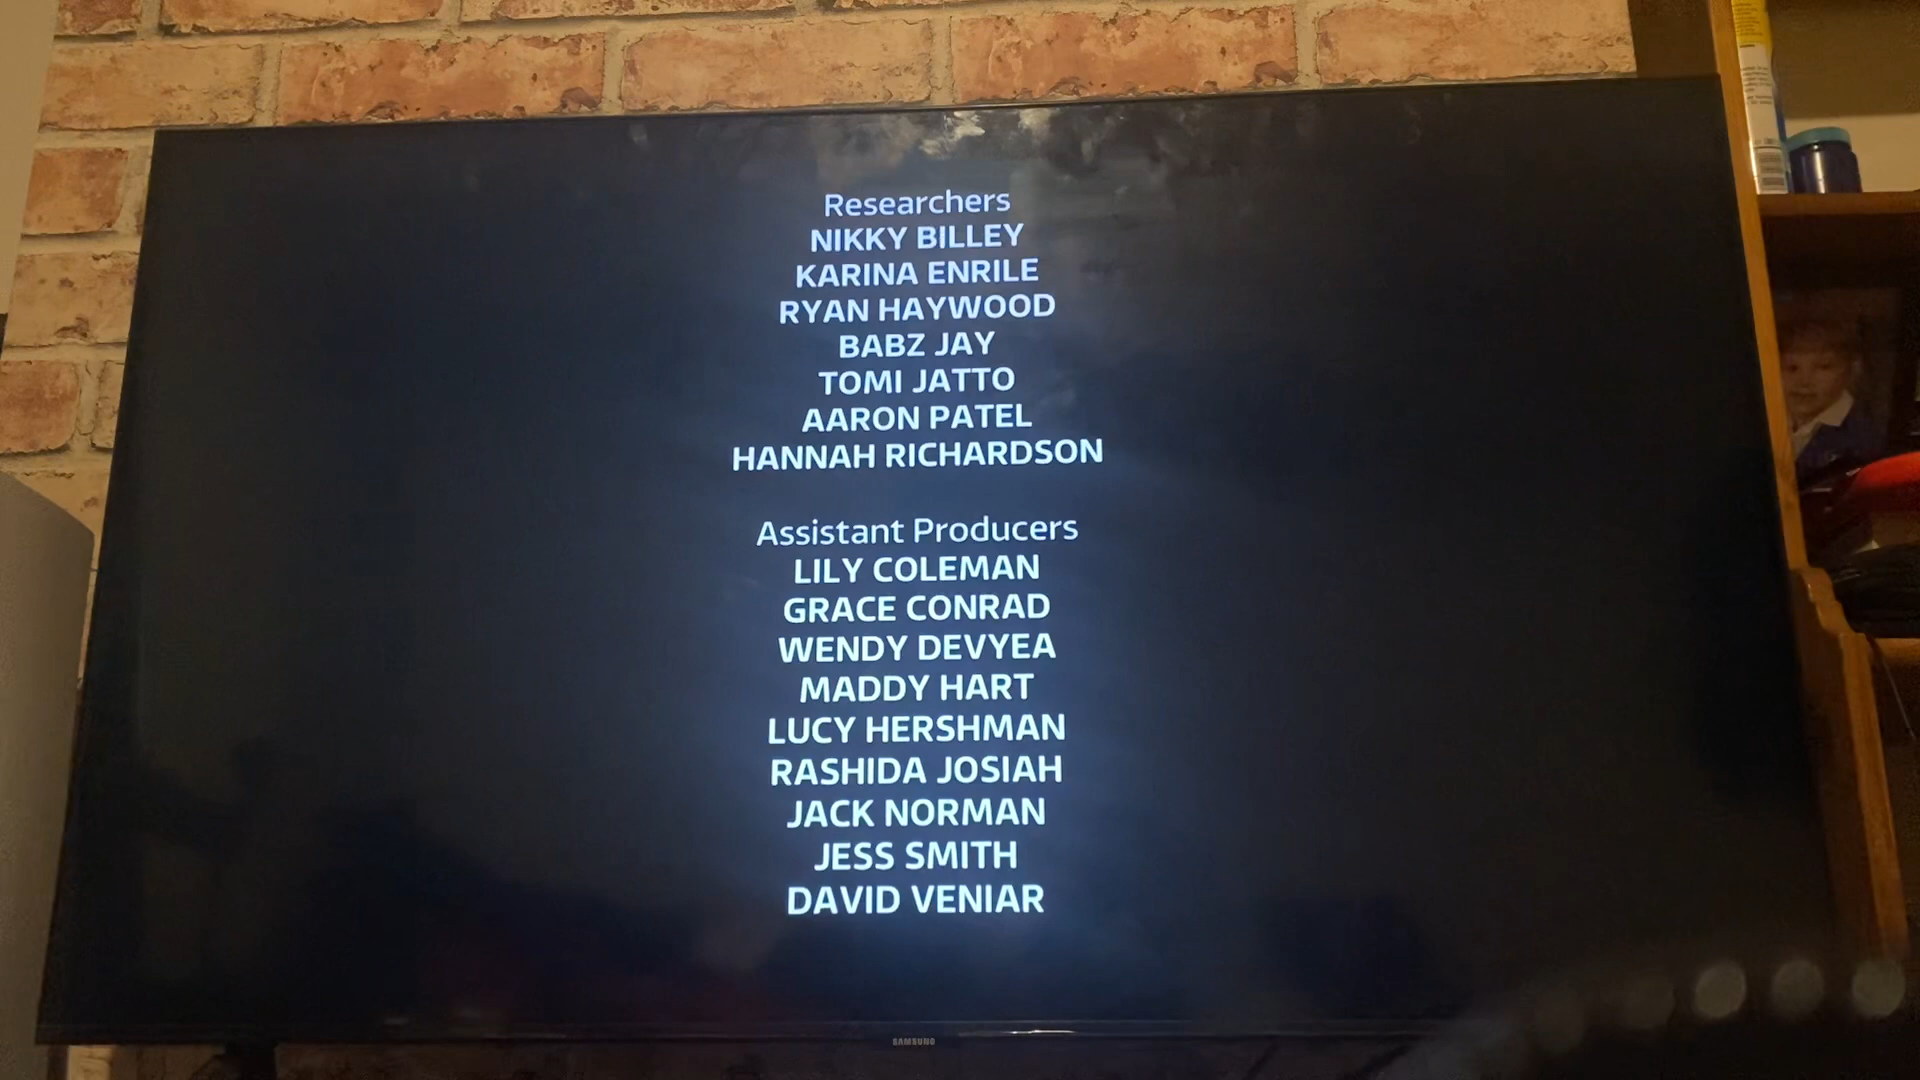 Researchers
NIKKY BILLEY
KARINA ENRILE
RYAN HAYWOOD
BABZ JAY
TOMI JATTO
AARON PATEL
HANNAH RICHARDSON
Assistant Producers
LILY COLEMAN
GRACE CONRAD
WENDY DEVYEA
MADDY HART
LUCY HERSHMAN
RASHIDA JOSIAH
JACK NORMAN
JESS SMITH
DAVID VENIAR
SAMSUNG